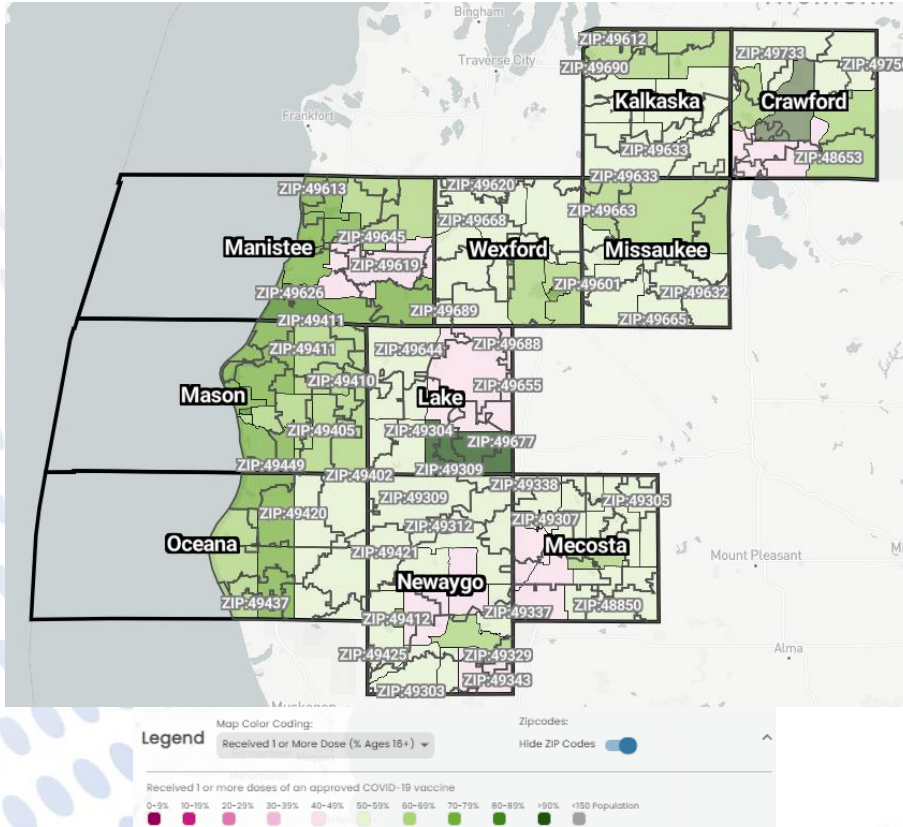 Bingham
ZIP:49612
ZIP:49733
Traverse City
ZIP:49690
Kalkaska
Crawford
Frankfort
ZIP:49633
ZIP:48653
ZIP:49633
ZIP:49613
ZIP:49620
ZIP:49668
ZIP:49663
ZIP:49645
Manistee
Wexford
Missaukee
ZIP:49619
ZIP:49626
ZIP:49601
ZIP:49632
ZIP:49689
ZIP:49411
ZIP:49665
ZIP:49411
ZIP:49644
ZIP:49688
ZIP:49410
ZIP:49655
Mason
Lake
ZIP:49405
ZIP:49304
ZIP:49677
ZIP:49449
ZIP:49309
ZIP:49402
ZIP:49338
ZIP:49309
ZIP:49305
ZIP:49420
ZIP:49307
ZIP:49312
Oceana
ZIP:49421
Mecosta
Mount Pleasant
Newaygo
ZIP:49437
ZIP:49412
ZIP:49337
ZIP:48850
ZIP:49425
ZIP:49329
Alma
ZIP:49343
ZIP:49303
Legend
Map Color Coding:
Received 1 or More Dose (% Ages 16+)
Zipcodes:
Hide ZIP Codes
Received 1 or more doses of an approved COVID-19 vaccine
0-9% 10-19% 20-29% 30-39% 40-49% 50-59% 60-69% 70-79% 80-89% >90% <150 Population